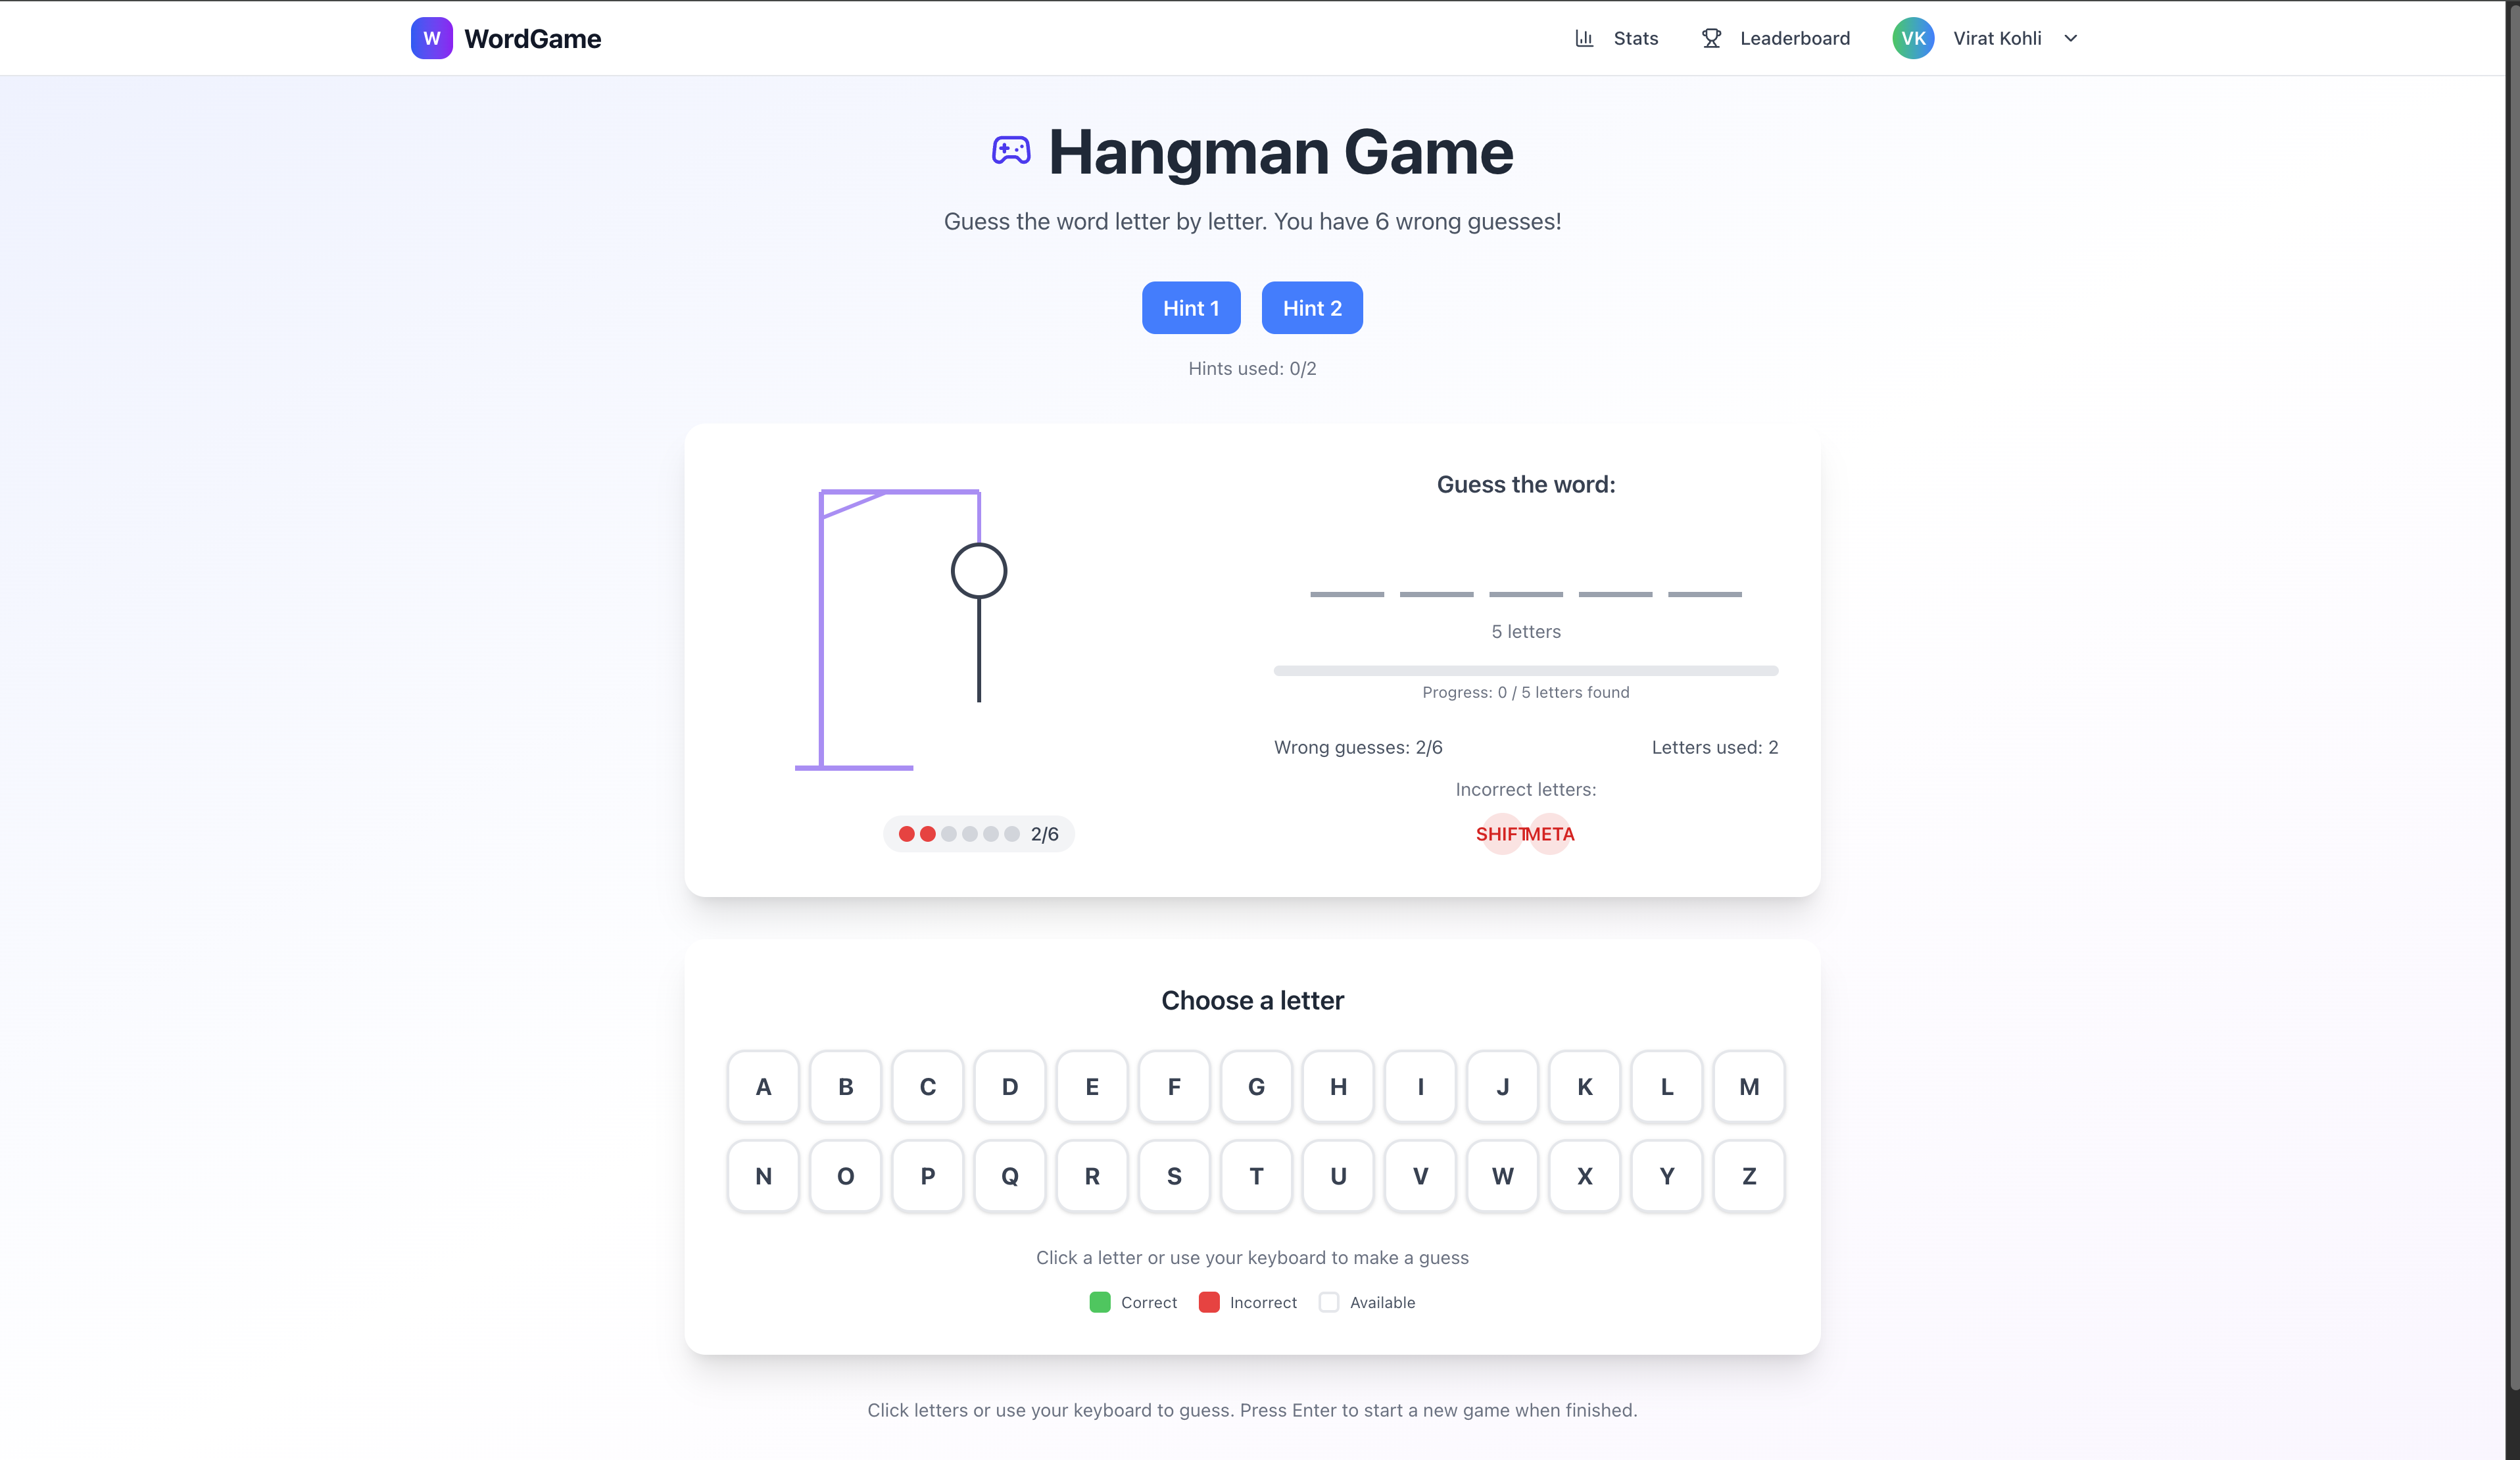 W WordGame Stats Leaderboard VK Virat Kohli
Hangman Game
Guess the word letter by letter. You have 6 wrong guesses!
Hint 1 Hint 2
Hints used: 0/2
Guess the word:
5 letters
Progress: 0 / 5 letters found
Wrong guesses: 2/6 Letters used: 2
Incorrect letters:
2/6 SHIFT META
Choose a letter
A B C D E F G H I J K L M
N O P Q R S T U V W X Y Z
Click a letter or use your keyboard to make a guess
Correct Incorrect Available
Click letters or use your keyboard to guess. Press Enter to start a new game when finished.